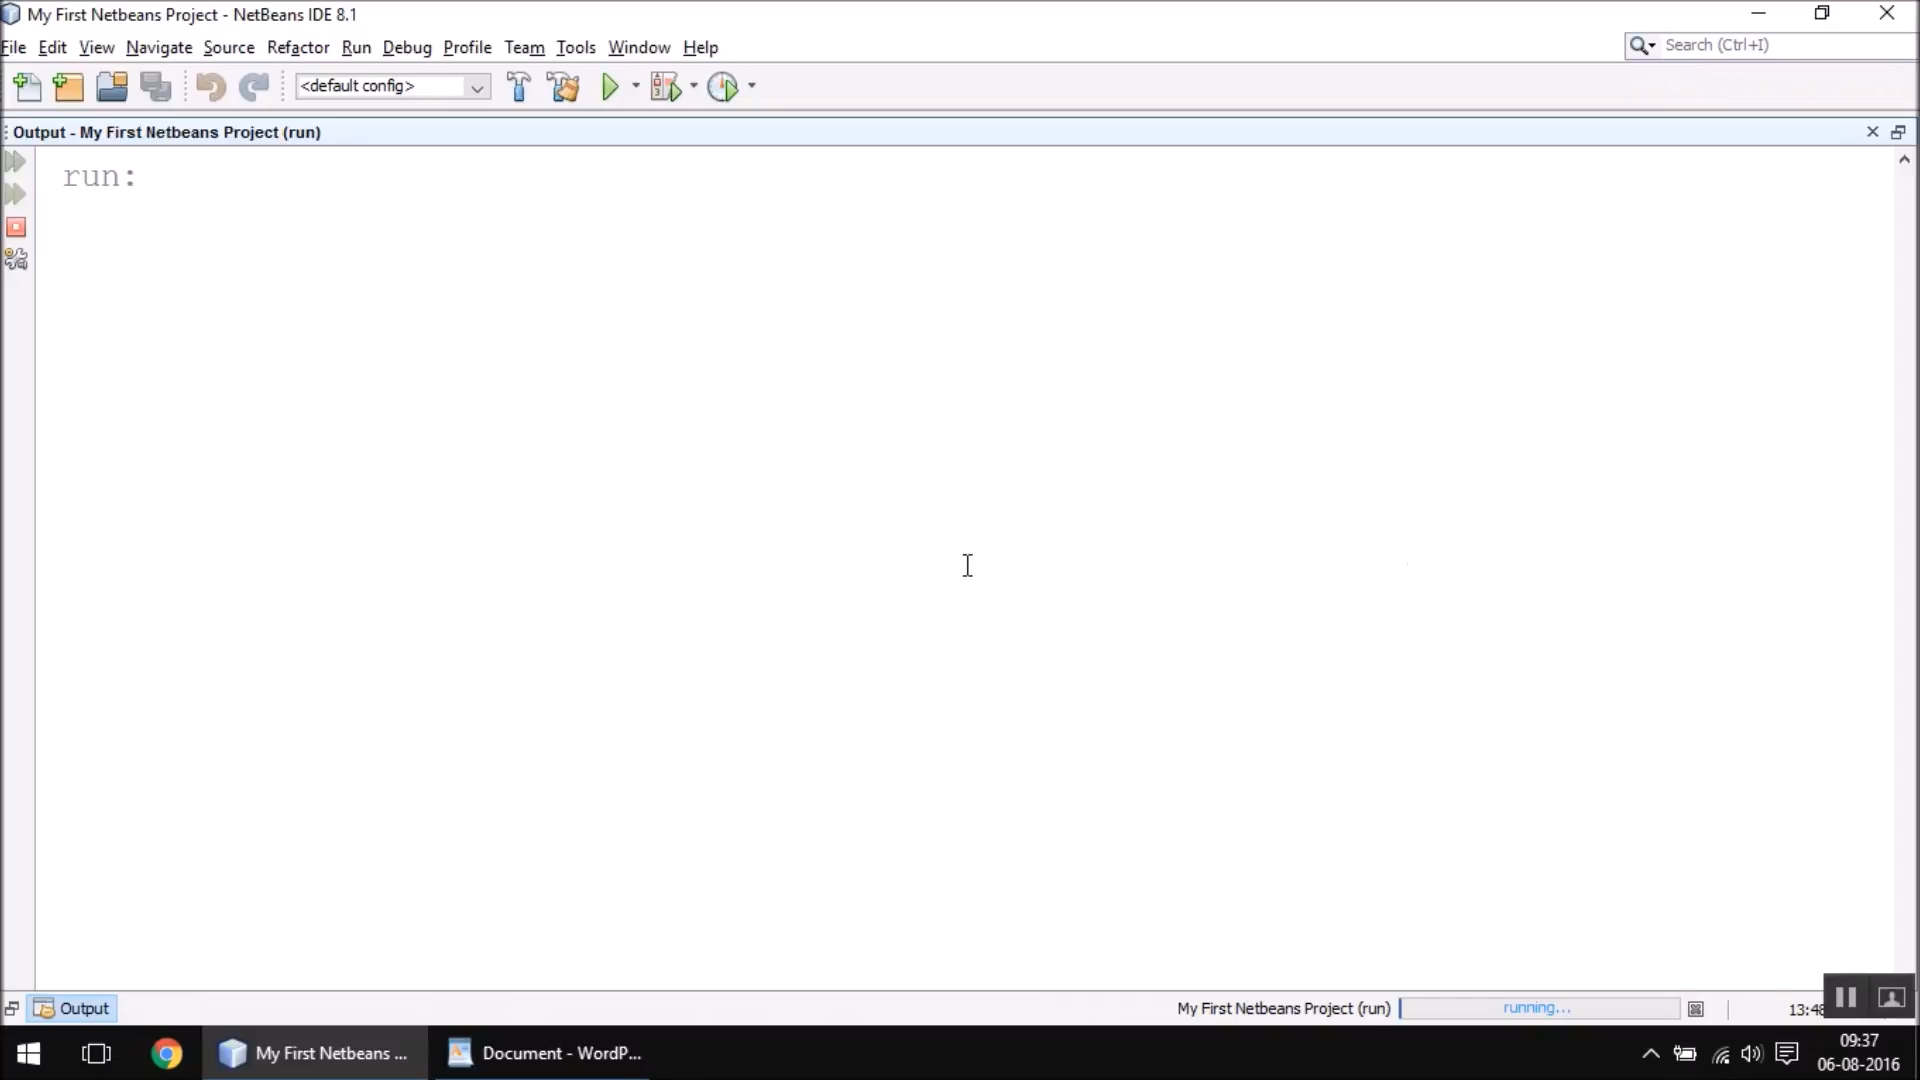 My First Netbeans Project - NetBeans IDE 8.1
File Edit View Navigate Source Refactor Run Debug Profile Team Tools Window Help
Search (Ctrl+I)
<default config>
Output - My First Netbeans Project (run)
run:
Output
My First Netbeans Project (run)
running...
My First Netbeans ...
Document - WordP...
09:37
06-08-2016